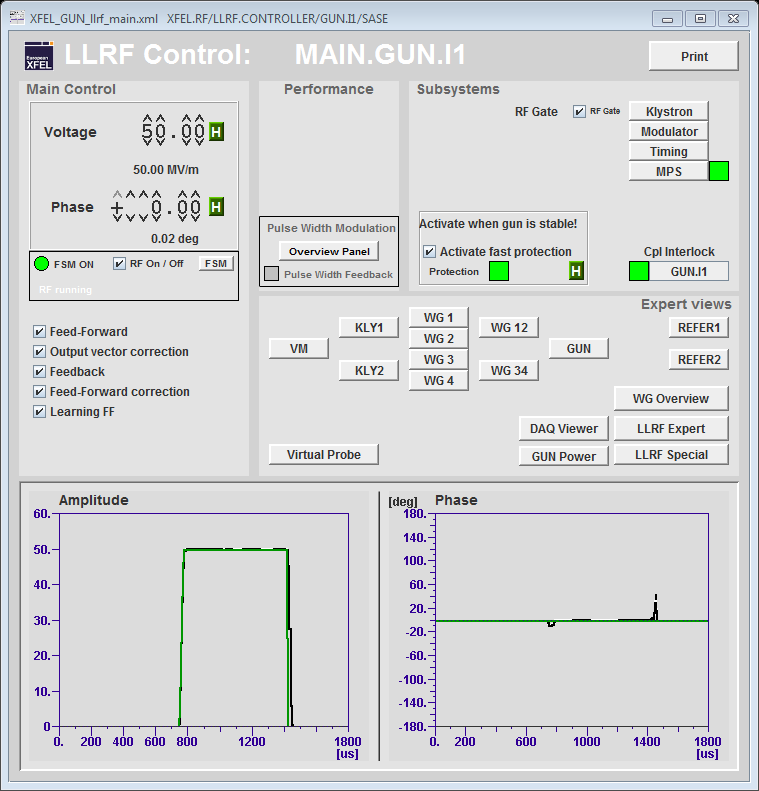 XFEL_GUN_llrf_main.xml XFEL.RF/LLRF.CONTROLLER/GUN.I1/SASE
European
XFEL
LLRF Control: MAIN.GUN.I1
Print
Main Control
Voltage
50.00
H
50.00 MV/m
Phase
+ 0.00
H
0.02 deg
FSM ON
RF On / Off
FSM
RF running
Feed-Forward
Output vector correction
Feedback
Feed-Forward correction
Learning FF
Performance
Pulse Width Modulation
Overview Panel
Pulse Width Feedback
Subsystems
RF Gate
RF Gate
Klystron
Modulator
Timing
MPS
Activate when gun is stable!
Activate fast protection
Protection
H
Cpl Interlock
GUN.I1
Expert views
VM
KLY1
KLY2
WG 1
WG 2
WG 3
WG 4
WG 12
WG 34
GUN
REFER1
REFER2
WG Overview
DAQ Viewer
LLRF Expert
Virtual Probe
GUN Power
LLRF Special
Amplitude
60.
50.
40.
30.
20.
10.
0
0. 200 400 600 800 1200 1800
[us]
[deg] Phase
180.
140.
100.
60.
20.
-20.
-60.
-100.
-140.
-180.
0. 200 600 1000 1400 1800
[us]